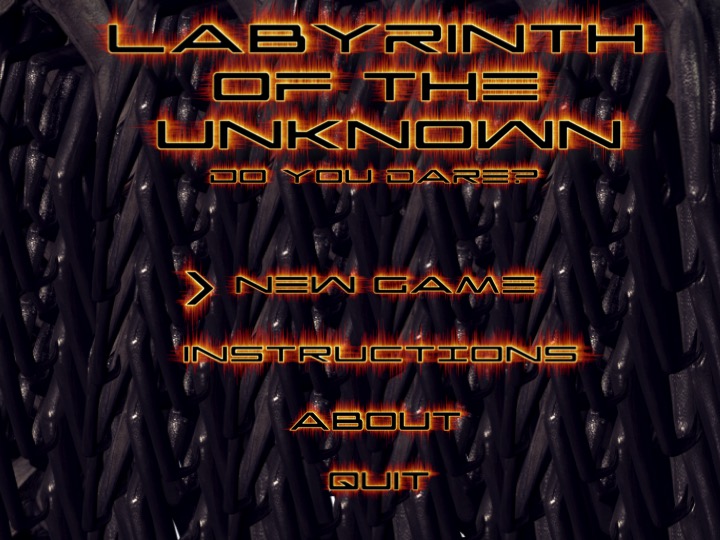 LABYRINTH
OF THE
UNKNOWN
DO YOU DARE?
> NEW GAME
INSTRUCTIONS
ABOUT
QUIT